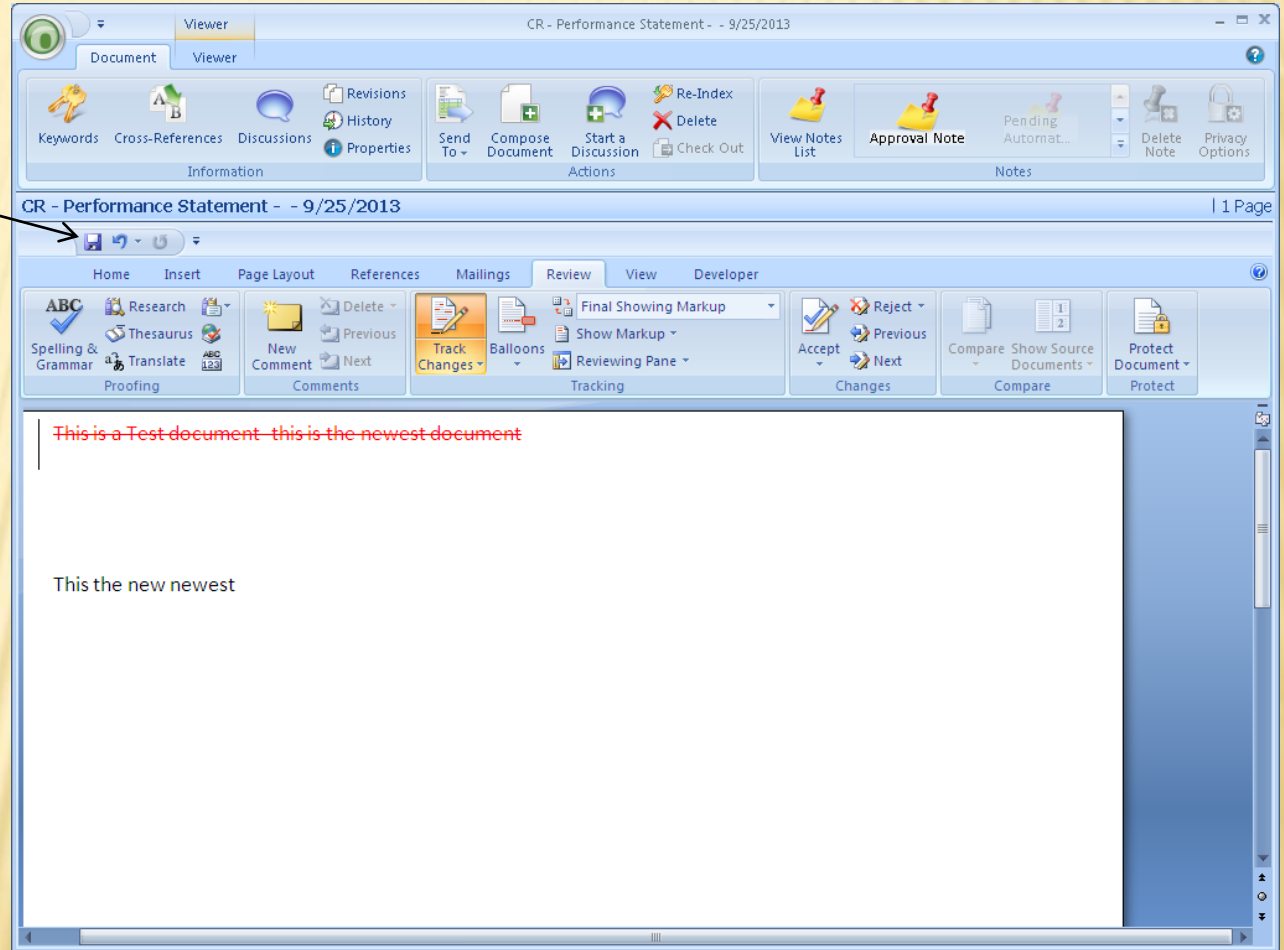 Viewer
CR - Performance Statement - - 9/25/2013
Document Viewer
Keywords Cross-References Discussions Revisions History Properties
Information
Send To Compose Document Start a Discussion Re-Index Delete Check Out
Actions
View Notes List Approval Note Pending Automat... Delete Note Privacy Options
Notes
CR - Performance Statement - - 9/25/2013 | 1 Page
Home Insert Page Layout References Mailings Review View Developer
ABC Spelling & Grammar Research Thesaurus Translate ABC 123
Proofing
New Comment Delete Previous Next
Comments
Track Changes Balloons Final Showing Markup Show Markup Reviewing Pane
Tracking
Accept Reject Previous Next
Changes
Compare Show Source Documents
Compare
Protect Document
Protect
This is a Test document this is the newest document
This the new newest